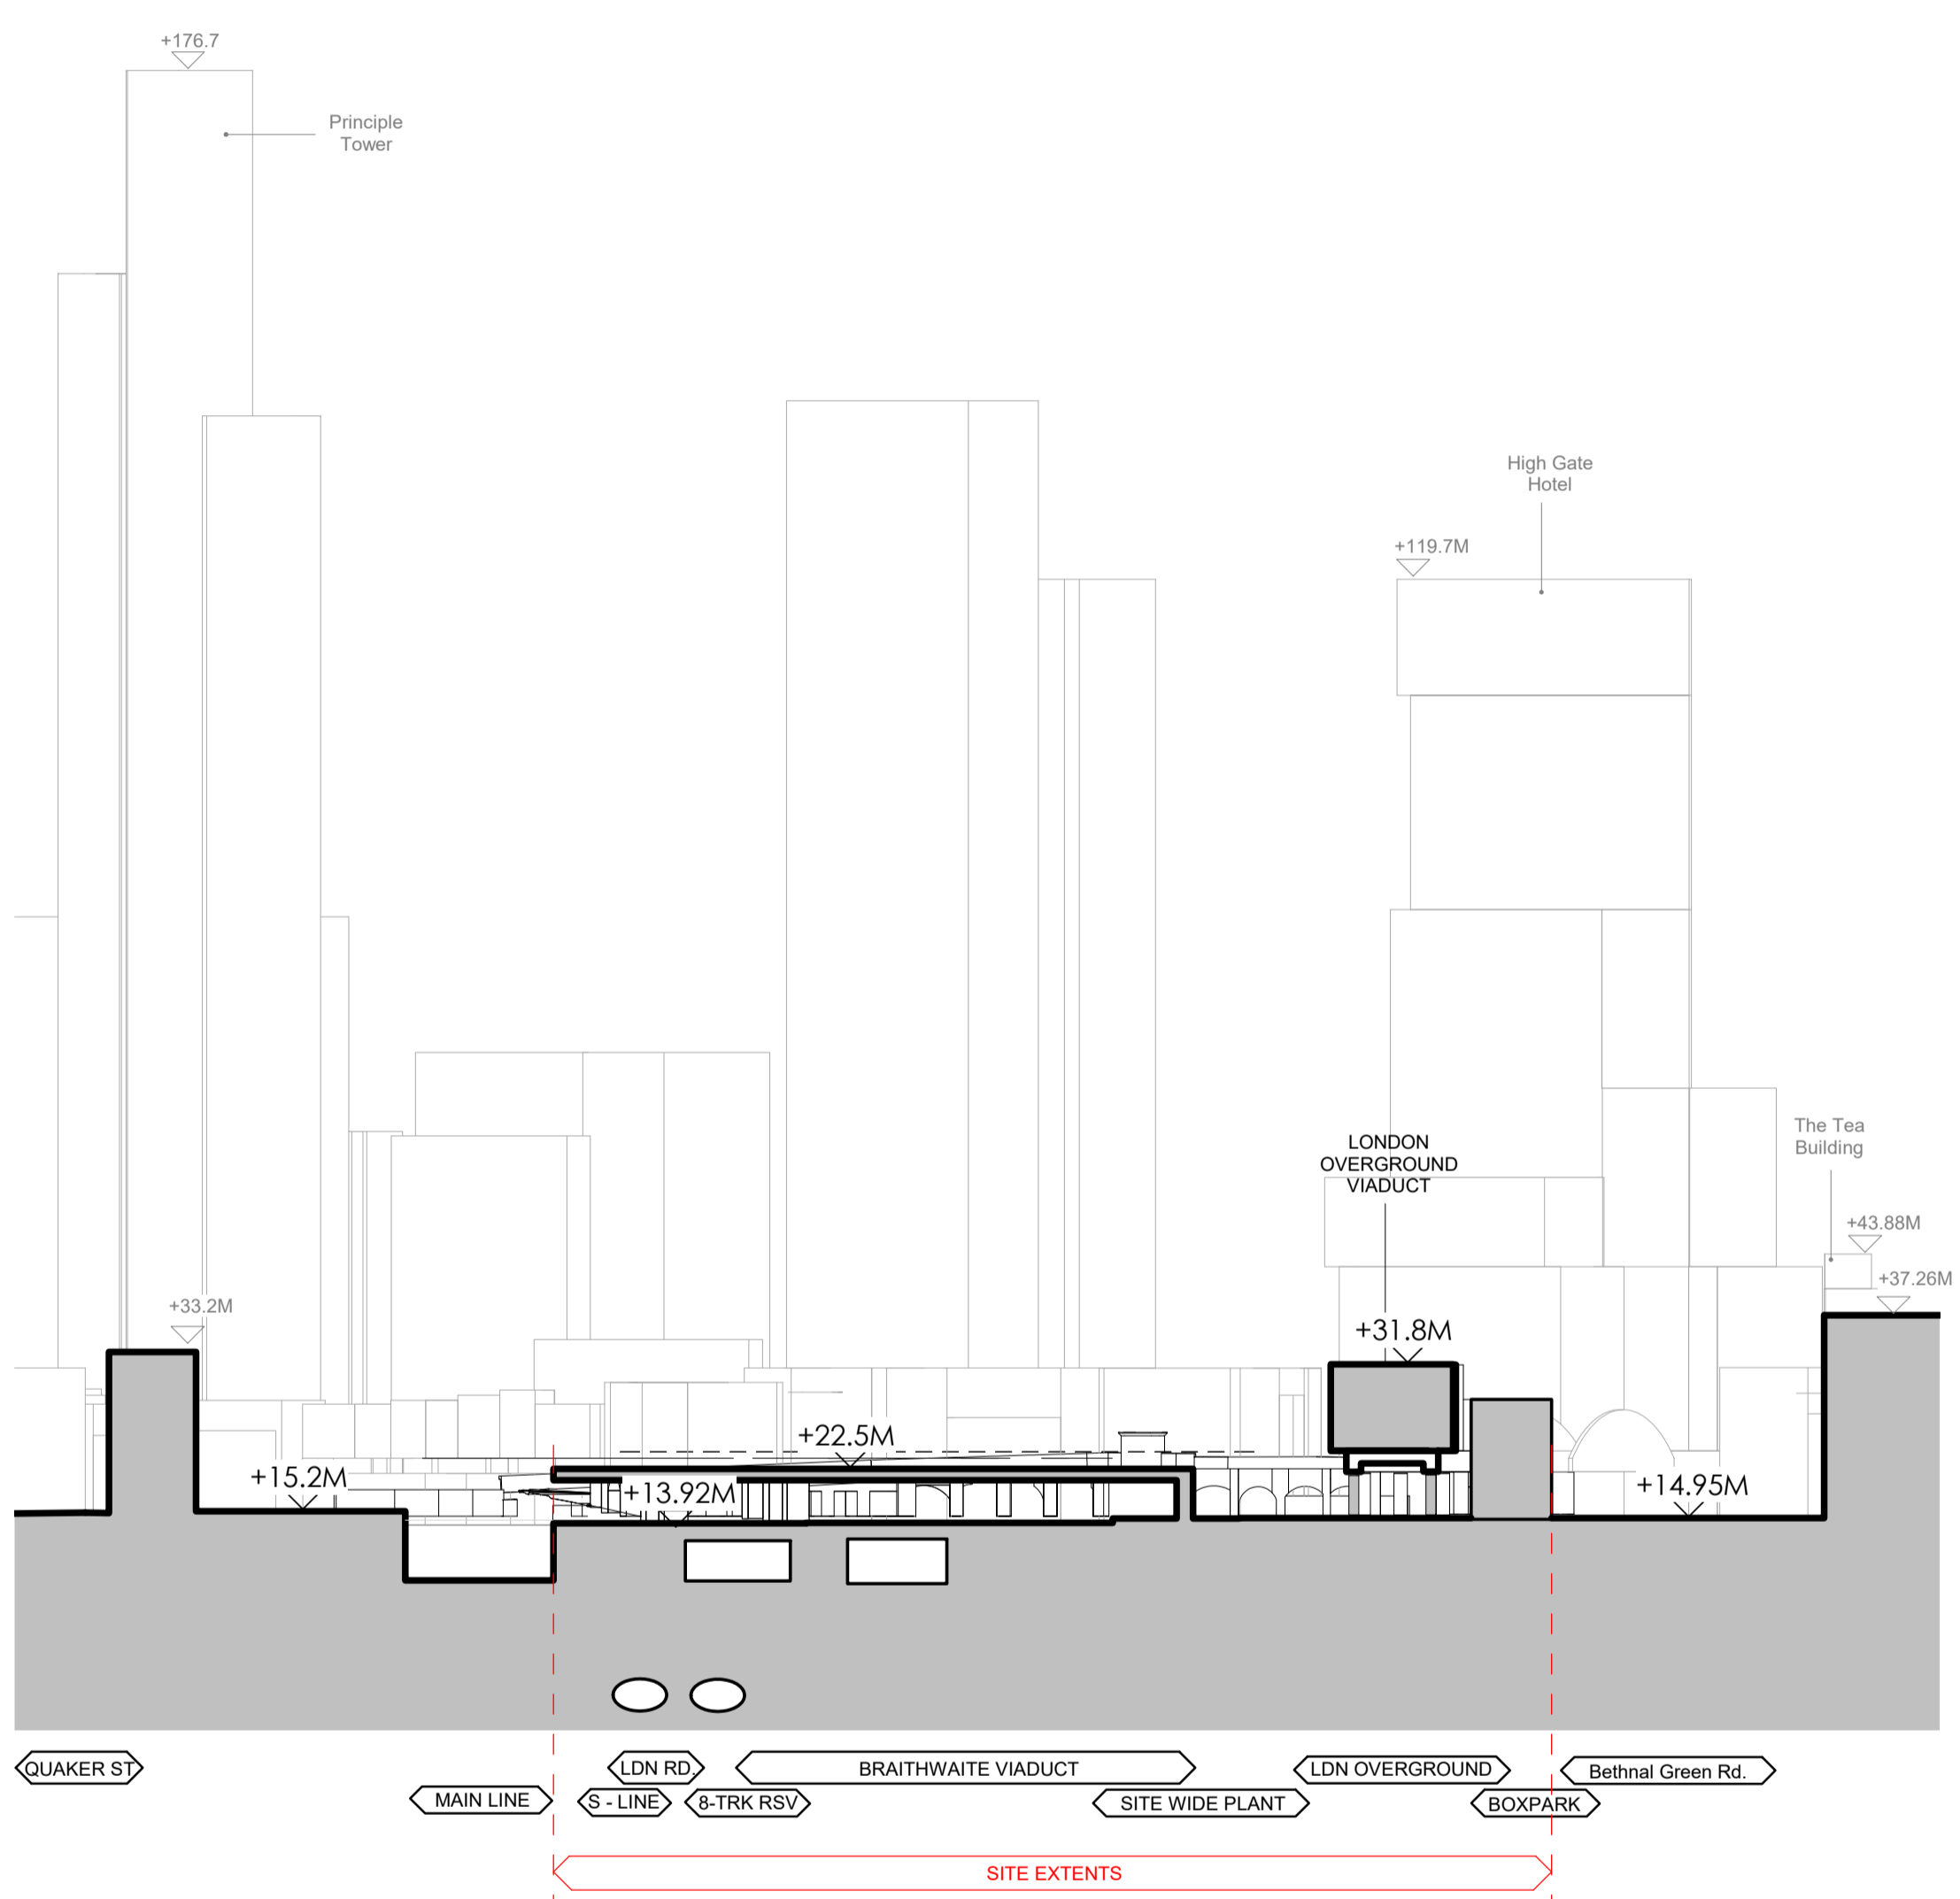 +176.7
Principle
Tower
High Gate
Hotel
+119.7M
The Tea
Building
LONDON
OVERGROUND
VIADUCT
+43.88M
+37.26M
+33.2M
+31.8M
+22.5M
+15.2M
+13.92M
+14.95M
QUAKER ST
LDN RD.
BRAITHWAITE VIADUCT
LDN OVERGROUND
Bethnal Green Rd.
MAIN LINE
S - LINE
8-TRK RSV
SITE WIDE PLANT
BOXPARK
SITE EXTENTS